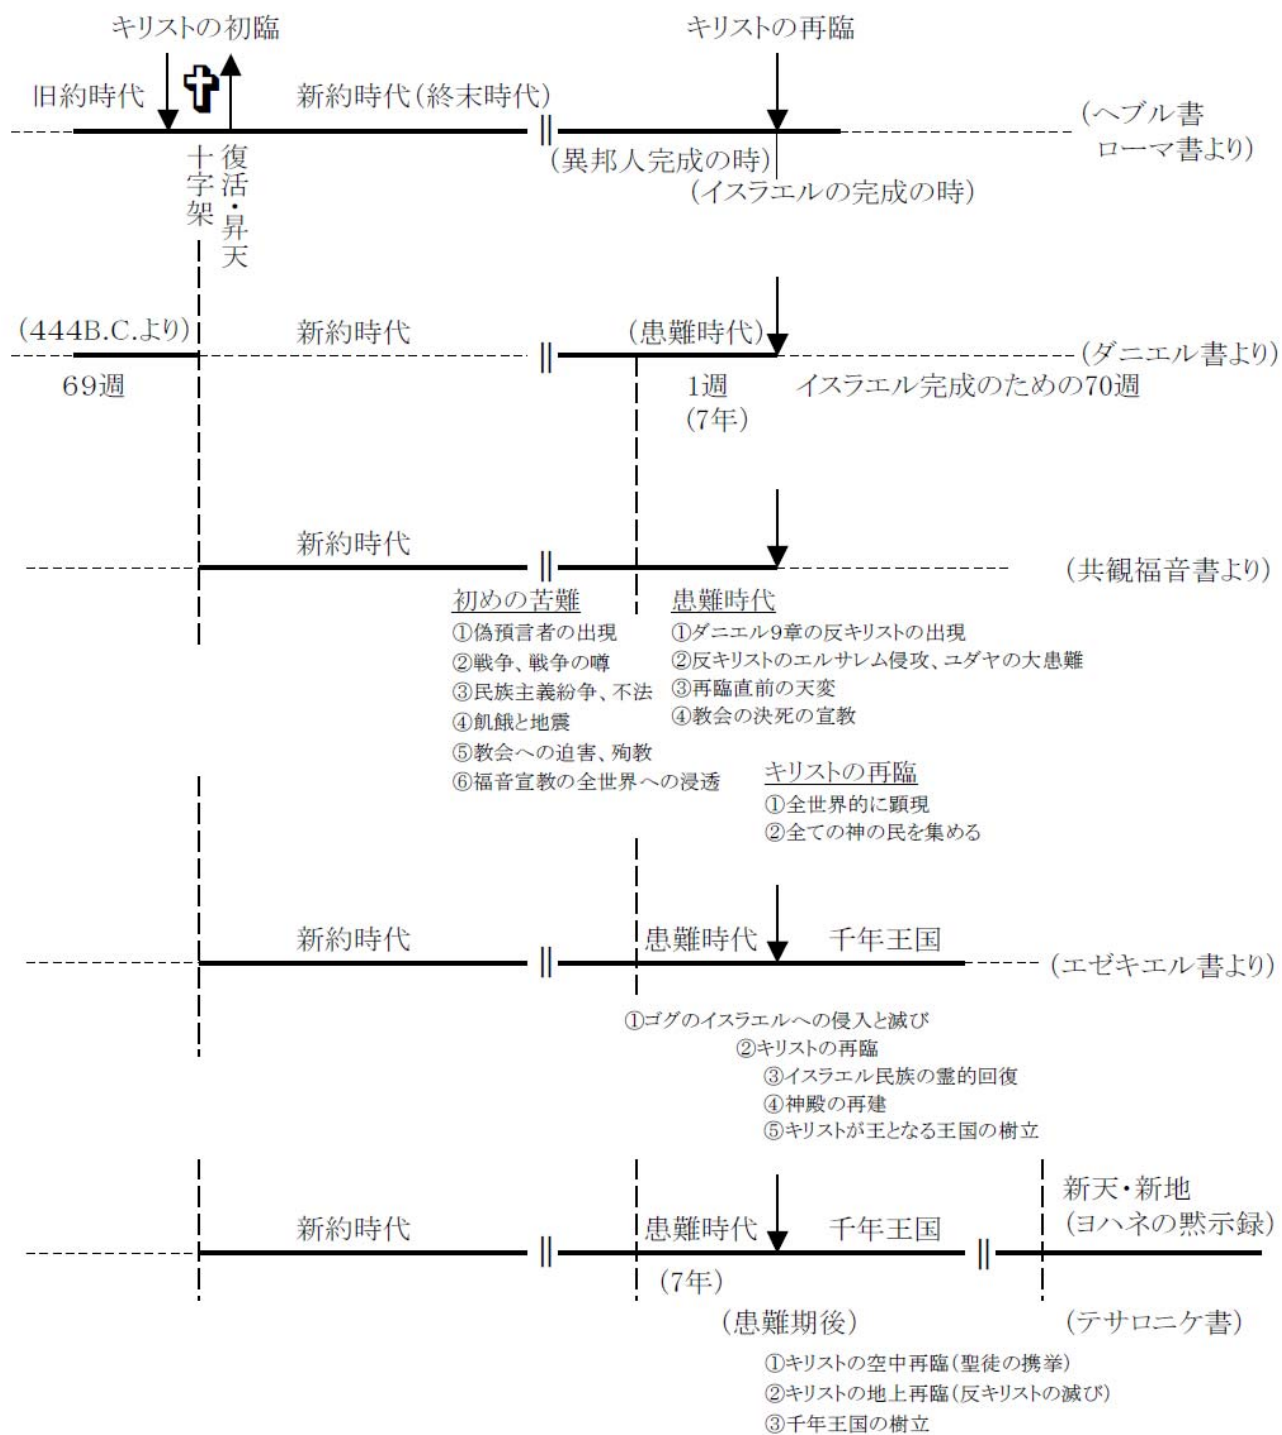 キリストの初臨
キリストの再臨
旧約時代
新約時代(終末時代)
(ヘブル書
ローマ書より)
(異邦人完成の時)
(イスラエルの完成の時)
十字架
復活・昇天
(444B.C.より)
新約時代
(患難時代)
(ダニエル書より)
69週
1週
(7年)
イスラエル完成のための70週
新約時代
(共観福音書より)
初めの苦難
①偽預言者の出現
②戦争、戦争の噂
③民族主義紛争、不法
④飢餓と地震
⑤教会への迫害、殉教
⑥福音宣教の全世界への浸透
患難時代
①ダニエル9章の反キリストの出現
②反キリストのエルサレム侵攻、ユダヤの大患難
③再臨直前の天変
④教会の決死の宣教
キリストの再臨
①全世界的に顕現
②全ての神の民を集める
新約時代
患難時代
千年王国
(エゼキエル書より)
①ゴグのイスラエルへの侵入と滅び
②キリストの再臨
③イスラエル民族の霊的回復
④神殿の再建
⑤キリストが王となる王国の樹立
新約時代
患難時代
千年王国
新天・新地
(ヨハネの黙示録)
(7年)
(患難期後)
(テサロニケ書)
①キリストの空中再臨(聖徒の携挙)
②キリストの地上再臨(反キリストの滅び)
③千年王国の樹立